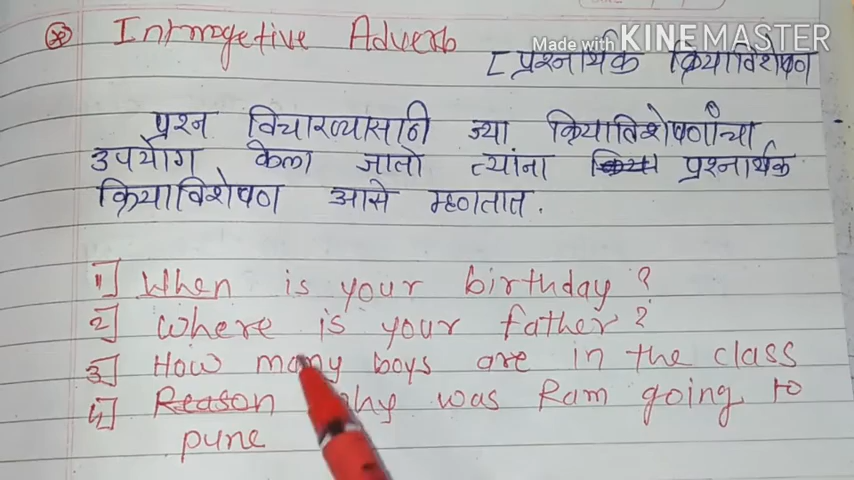 Introgetive Adverb
Made with KINEMASTER
[प्रश्नार्थक क्रियाविशेषण
प्रश्न विचारण्यासाठी ज्या क्रियाविशेषणांचा
उपयोग केला जातो त्यांना प्रश्नार्थक
क्रियाविशेषण आसे म्हणतात.
1] When is your birthday?
2] Where is your father?
3] How many boys are in the class
4] Reason why was Ram going to
pune